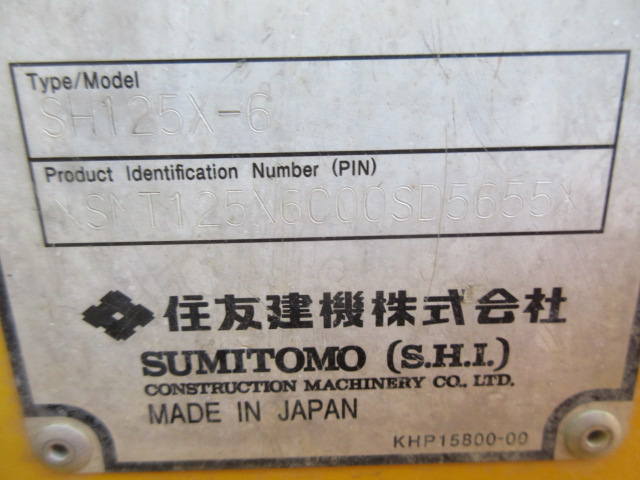 Type/Model
SH125X-6
Product Identification Number (PIN)
※SMT125X6C00SD5655※
住友建機株式会社
SUMITOMO (S.H.I.)
CONSTRUCTION MACHINERY CO., LTD.
MADE IN JAPAN
KHP15800-00